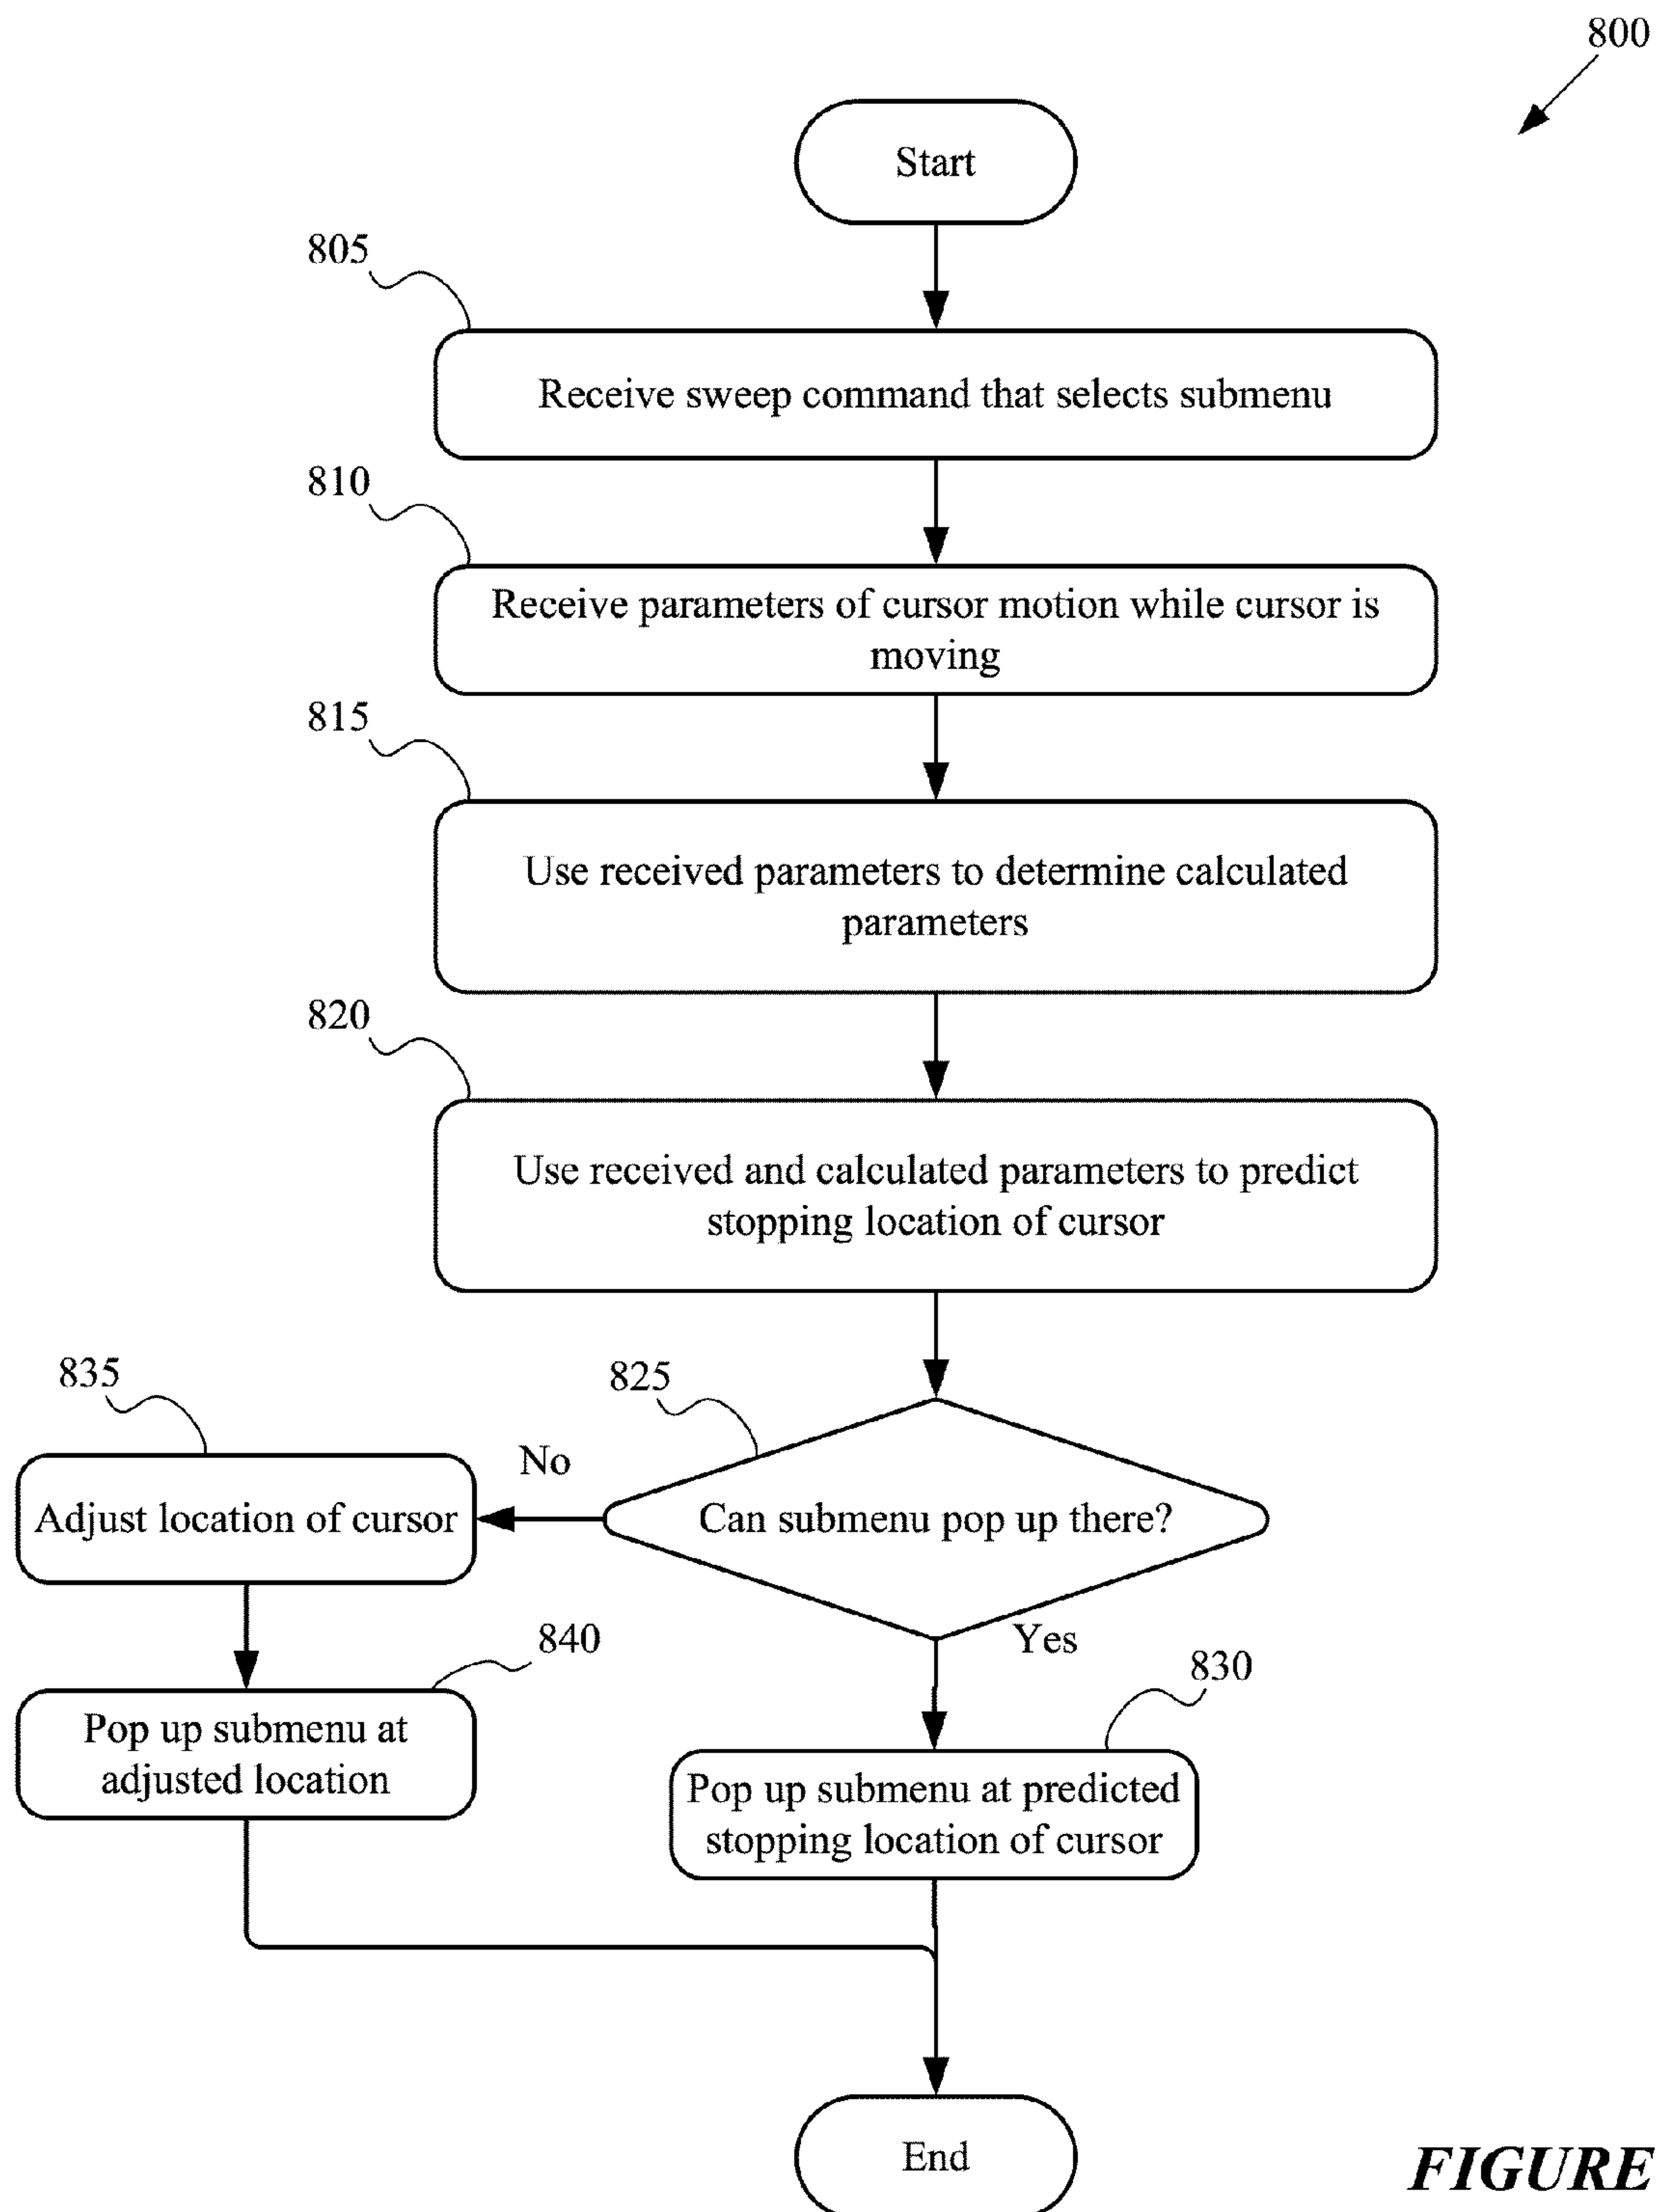 800
Start
805
Receive sweep command that selects submenu
810
Receive parameters of cursor motion while cursor is
moving
815
Use received parameters to determine calculated
parameters
820
Use received and calculated parameters to predict
stopping location of cursor
825
Can submenu pop up there?
No
835
Adjust location of cursor
840
Pop up submenu at
adjusted location
Yes
830
Pop up submenu at predicted
stopping location of cursor
End
FIGURE